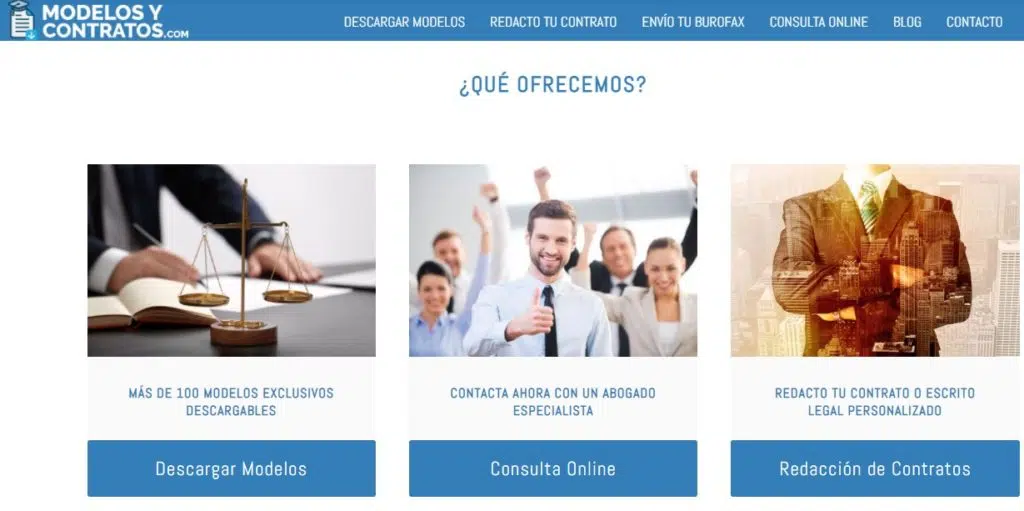 MODELOS Y
CONTRATOS.COM
DESCARGAR MODELOS REDACTO TU CONTRATO ENVÍO TU BUROFAX CONSULTA ONLINE BLOG CONTACTO
¿QUÉ OFRECEMOS?
MÁS DE 100 MODELOS EXCLUSIVOS
DESCARGABLES
Descargar Modelos
CONTACTA AHORA CON UN ABOGADO
ESPECIALISTA
Consulta Online
REDACTO TU CONTRATO O ESCRITO
LEGAL PERSONALIZADO
Redacción de Contratos